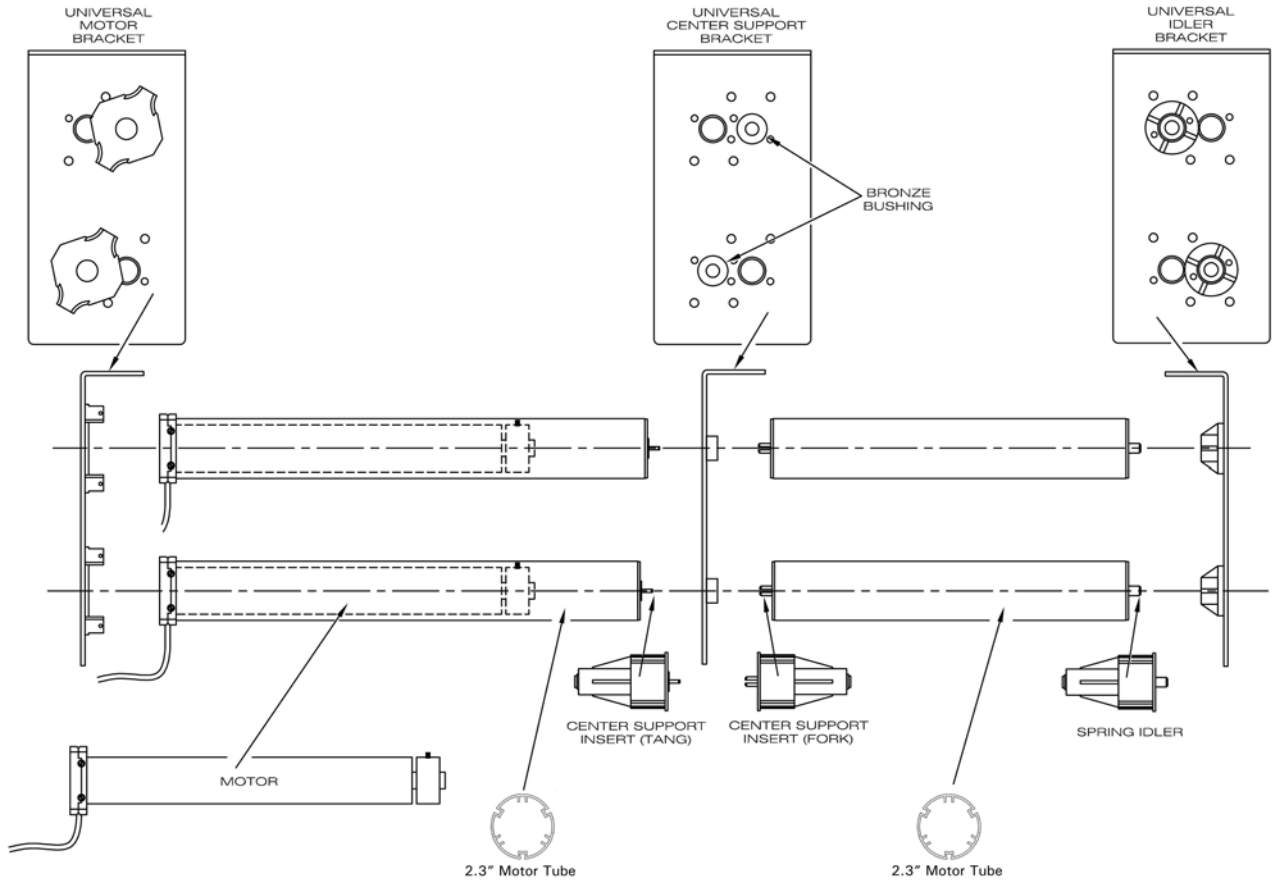 UNIVERSAL
MOTOR
BRACKET
UNIVERSAL
CENTER SUPPORT
BRACKET
UNIVERSAL
IDLER
BRACKET
BRONZE
BUSHING
CENTER SUPPORT
INSERT (TANG)
CENTER SUPPORT
INSERT (FORK)
SPRING IDLER
MOTOR
2.3" Motor Tube
2.3" Motor Tube